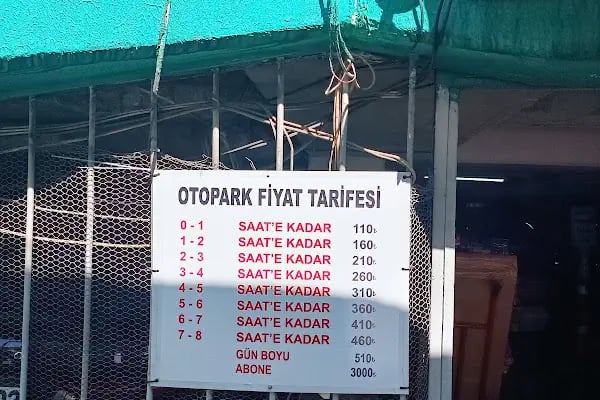 OTOPARK FİYAT TARİFESİ
0 - 1 SAAT'E KADAR 110₺
1 - 2 SAAT'E KADAR 160₺
2 - 3 SAAT'E KADAR 210₺
3 - 4 SAAT'E KADAR 260₺
4 - 5 SAAT'E KADAR 310₺
5 - 6 SAAT'E KADAR 360₺
6 - 7 SAAT'E KADAR 410₺
7 - 8 SAAT'E KADAR 460₺
GÜN BOYU 510₺
ABONE 3000₺